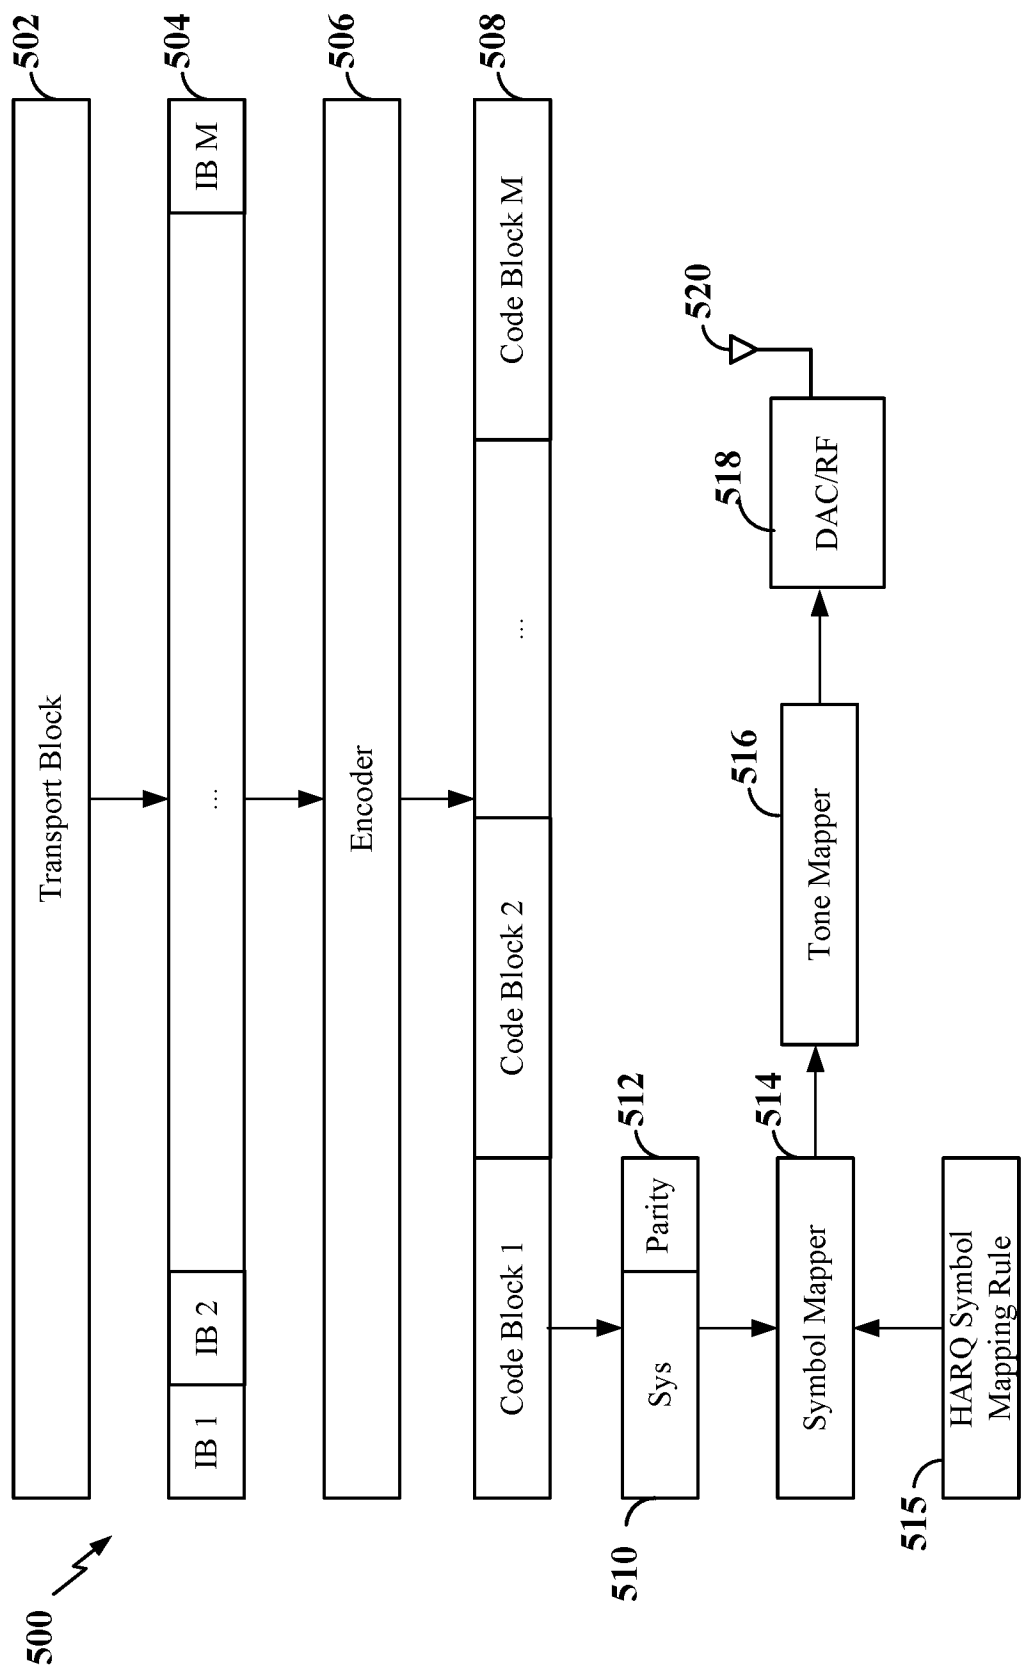 500
Transport Block
502
IB 1
IB 2
...
IB M
504
Encoder
506
Code Block 1
Code Block 2
...
Code Block M
508
510
Sys
Parity
512
Symbol Mapper
514
Tone Mapper
516
DAC/RF
518
520
515
HARQ Symbol
Mapping Rule